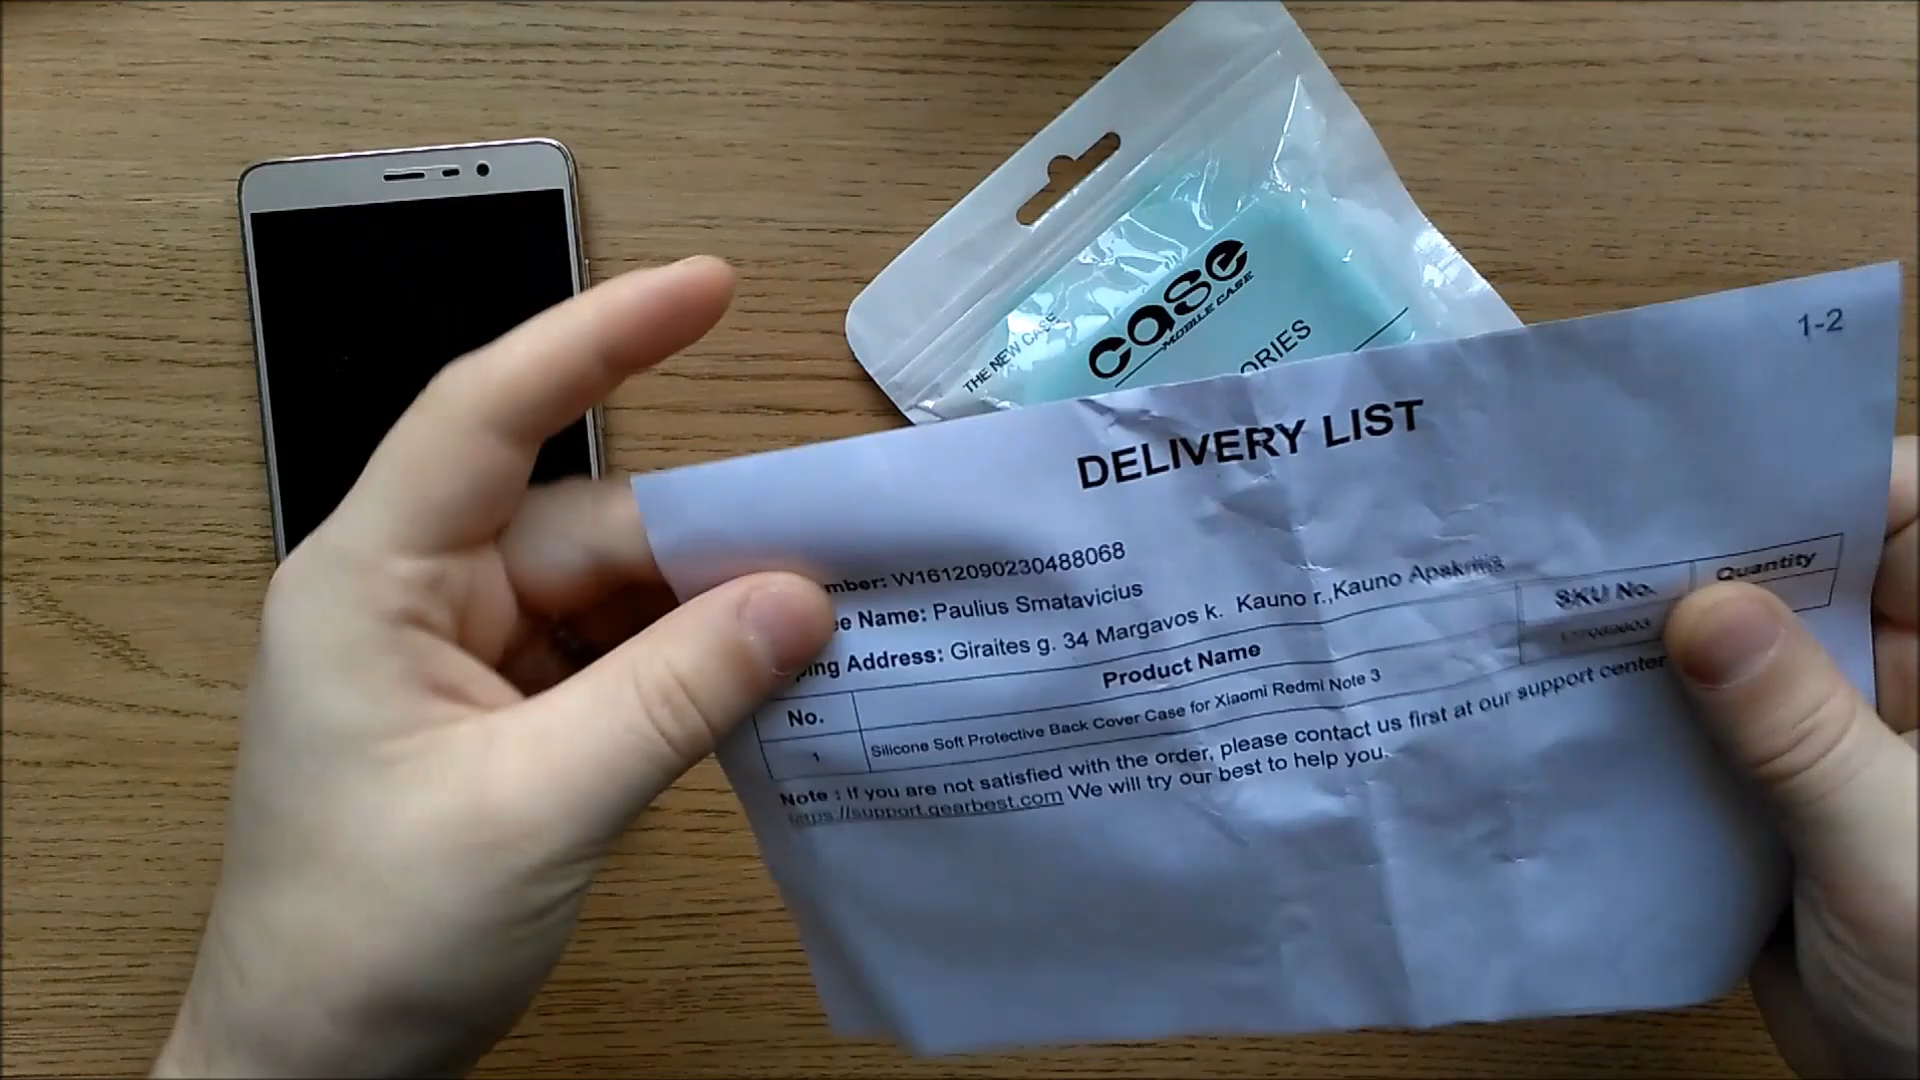 THE NEW CASE
case
MOBILE CASE
ORIES
1-2
DELIVERY LIST
mber: W1612090230488068
ee Name: Paulius Smatavicius
ping Address: Giraites g. 34 Margavos k. Kauno r.,Kauno Apskritis
No. Product Name SKU No. Quantity
1 Silicone Soft Protective Back Cover Case for Xiaomi Redmi Note 3
Note : If you are not satisfied with the order, please contact us first at our support center
https://support.gearbest.com We will try our best to help you.